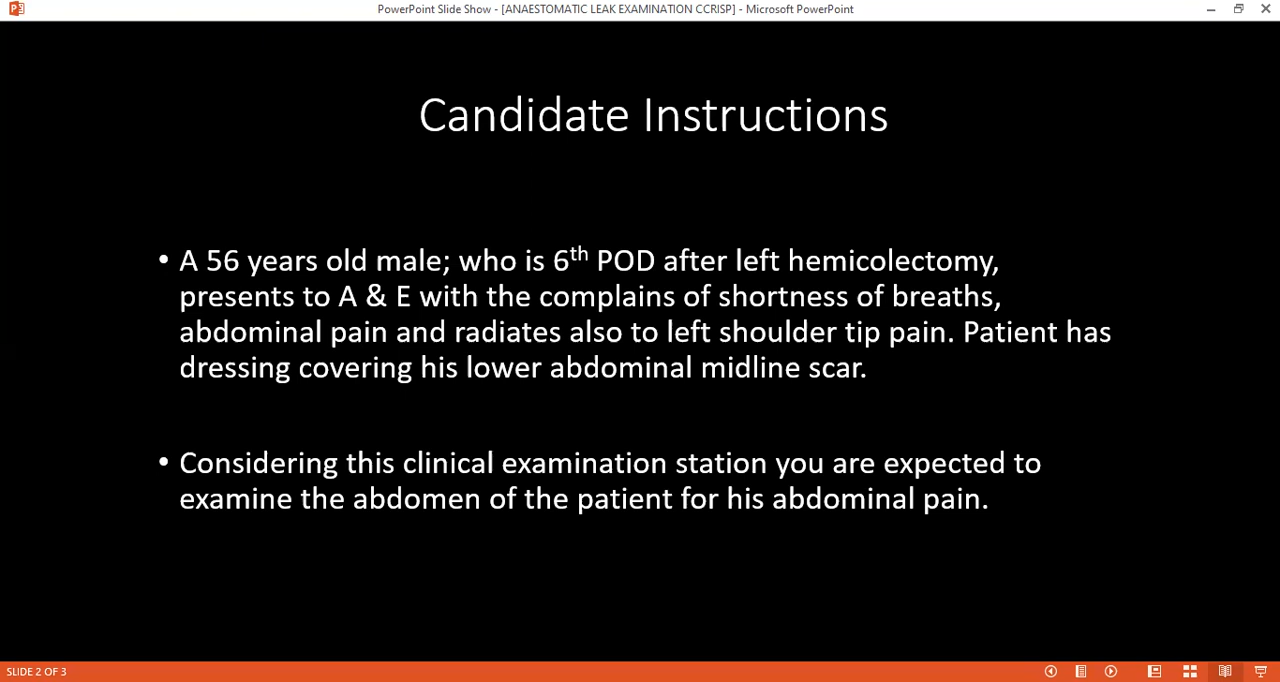 PowerPoint Slide Show - [ANAESTOMATIC LEAK EXAMINATION CCRISP] - Microsoft PowerPoint
Candidate Instructions
• A 56 years old male; who is 6th POD after left hemicolectomy,
presents to A & E with the complains of shortness of breaths,
abdominal pain and radiates also to left shoulder tip pain. Patient has
dressing covering his lower abdominal midline scar.
• Considering this clinical examination station you are expected to
examine the abdomen of the patient for his abdominal pain.
SLIDE 2 OF 3